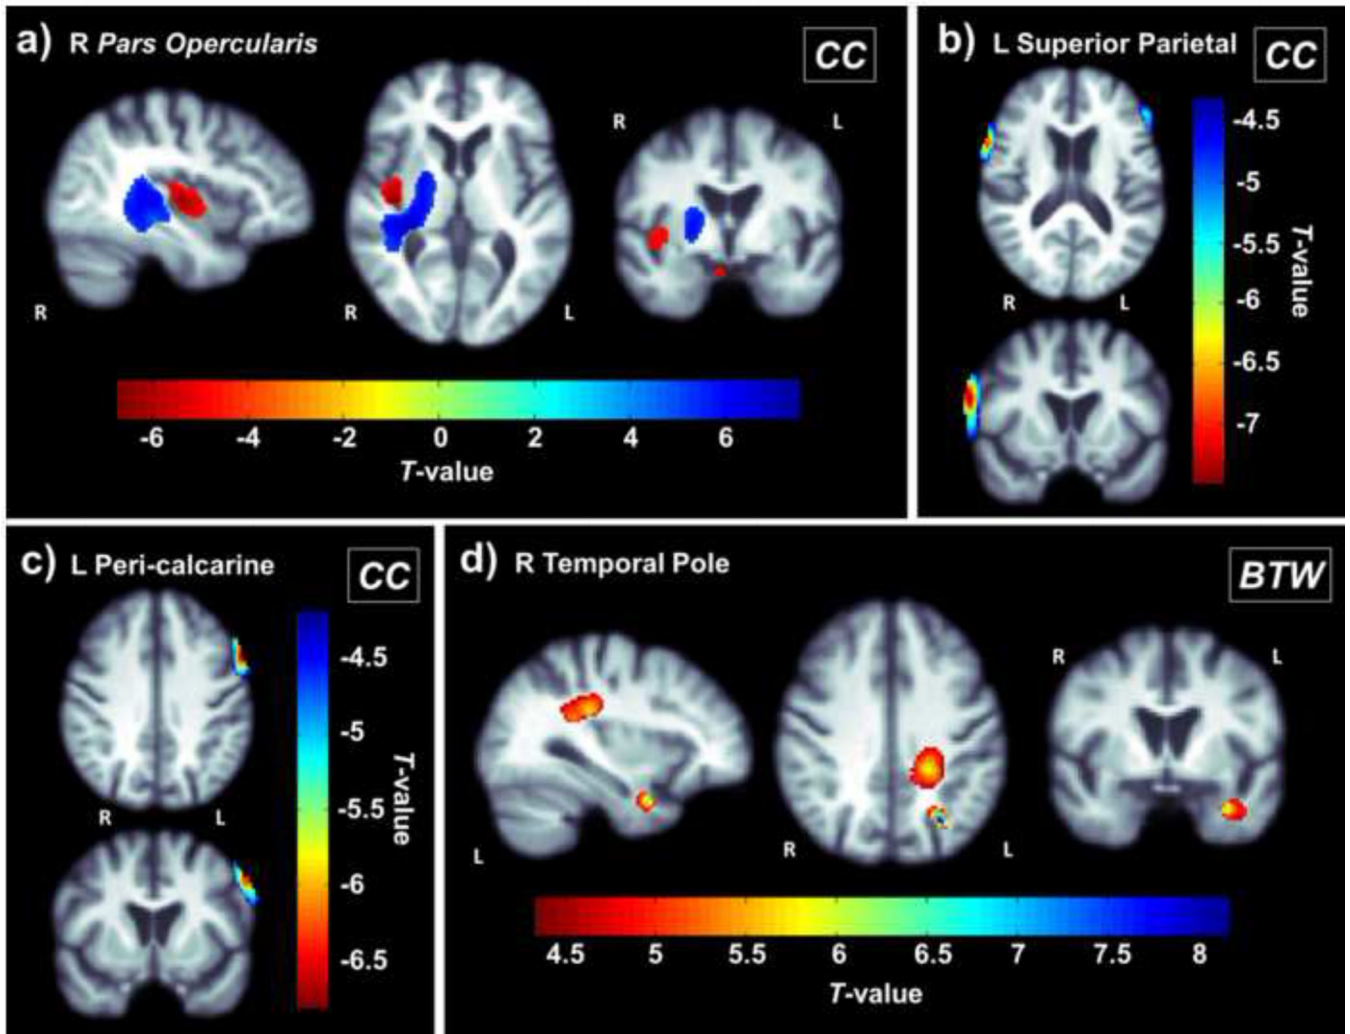 a) R Pars Opercularis
CC
R L
R R L
-6 -4 -2 0 2 4 6
T-value
b) L Superior Parietal
CC
-4.5
-5
-5.5
-6
-6.5
-7
T-value
R L
c) L Peri-calcarine
CC
-4.5
-5
-5.5
-6
-6.5
T-value
R L
d) R Temporal Pole
BTW
R L
L R L
4.5 5 5.5 6 6.5 7 7.5 8
T-value